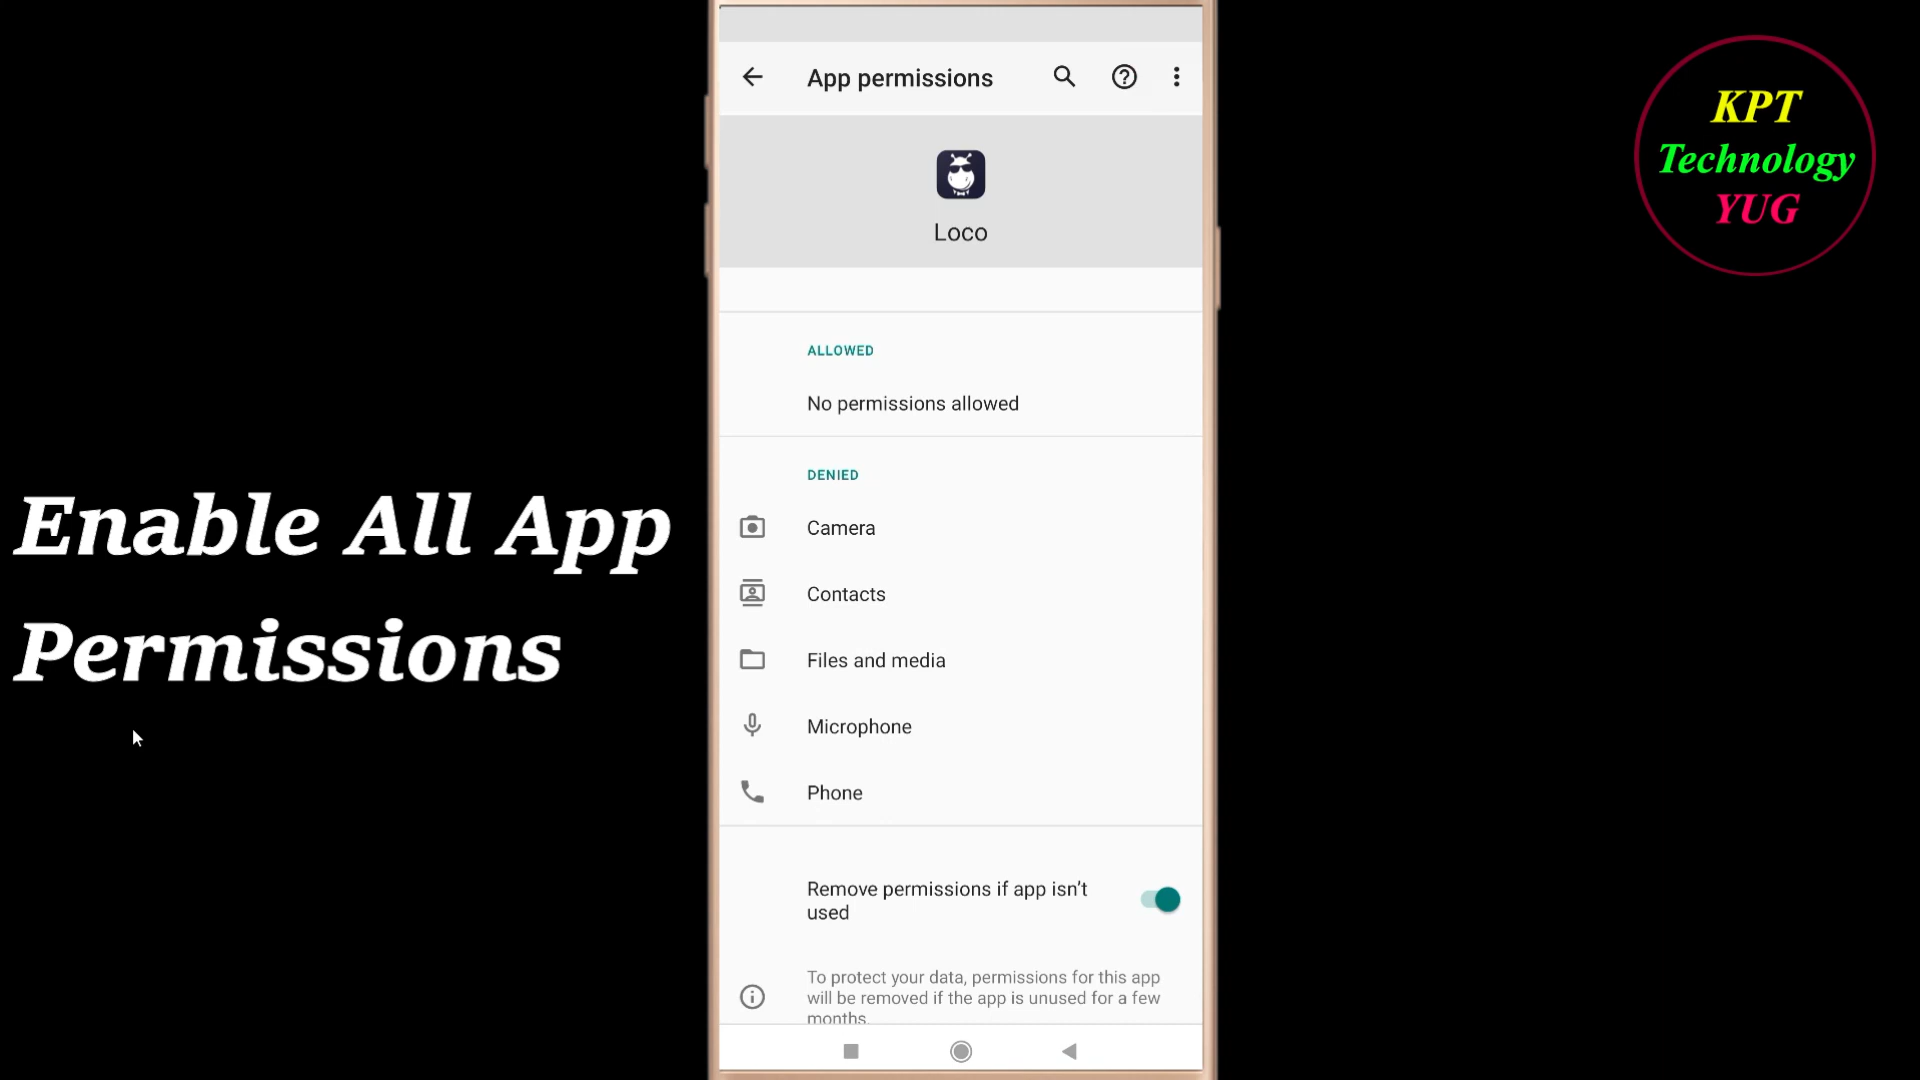 App permissions
Loco
ALLOWED
No permissions allowed
DENIED
Camera
Contacts
Files and media
Microphone
Phone
Remove permissions if app isn’t
used
To protect your data, permissions for this app
will be removed if the app is unused for a few
months.
Enable All App
Permissions
KPT
Technology
YUG